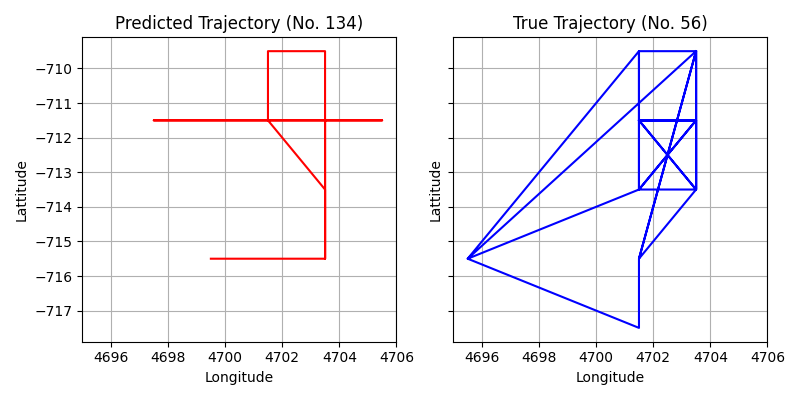 Predicted Trajectory (No. 134)
True Trajectory (No. 56)
Lattitude
−710
−711
−712
−713
−714
−715
−716
−717
4696 4698 4700 4702 4704 4706
Longitude
Lattitude
4696 4698 4700 4702 4704 4706
Longitude